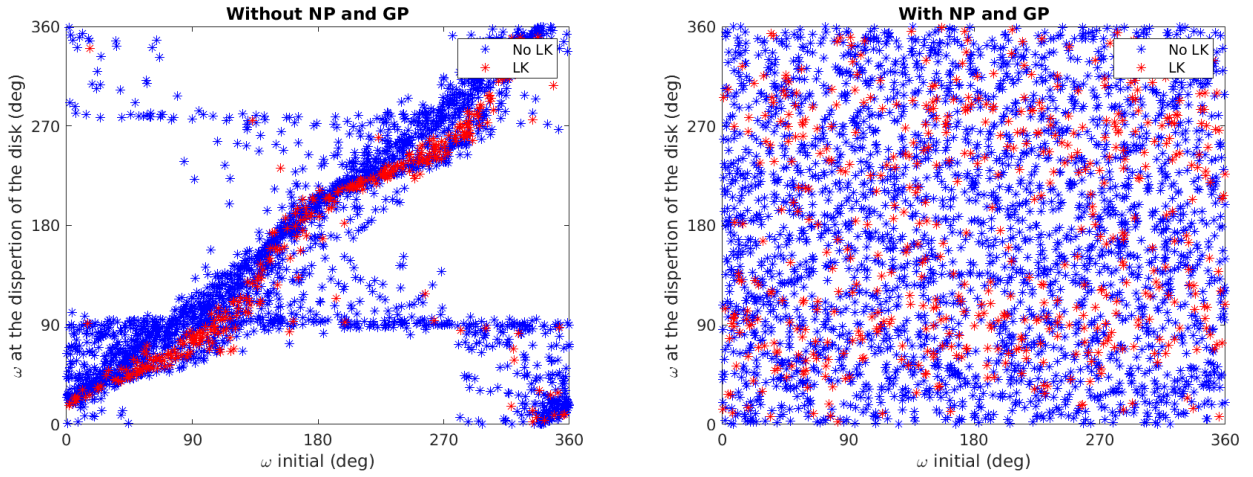 Without NP and GP
360
270
180
90
0
ω at the dispertion of the disk (deg)
No LK
LK
0 90 180 270 360
ω initial (deg)
With NP and GP
360
270
180
90
0
ω at the dispertion of the disk (deg)
No LK
LK
0 90 180 270 360
ω initial (deg)